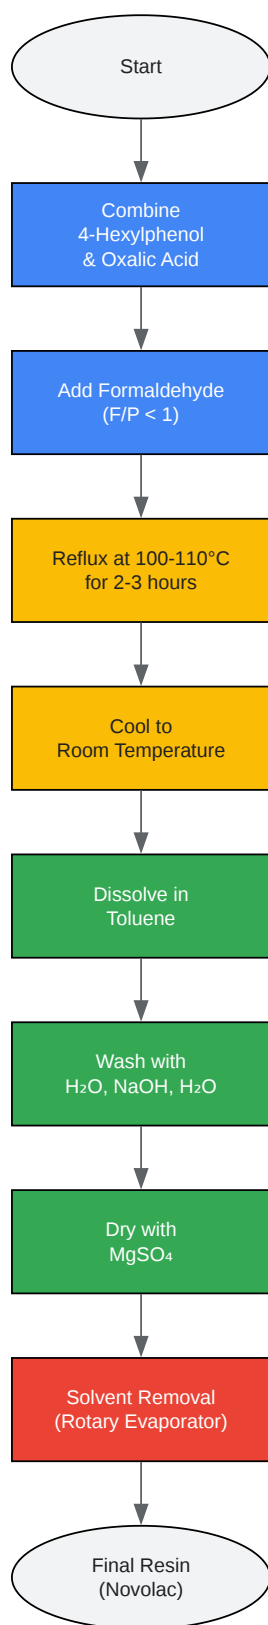 Start
Combine
4-Hexylphenol
& Oxalic Acid
Add Formaldehyde
(F/P < 1)
Reflux at 100-110°C
for 2-3 hours
Cool to
Room Temperature
Dissolve in
Toluene
Wash with
H₂O, NaOH, H₂O
Dry with
MgSO₄
Solvent Removal
(Rotary Evaporator)
Final Resin
(Novolac)